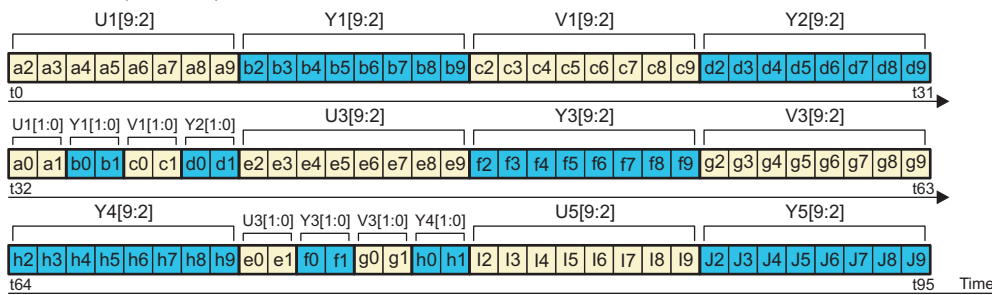 U1[9:2] Y1[9:2] V1[9:2] Y2[9:2]
a2 a3 a4 a5 a6 a7 a8 a9 b2 b3 b4 b5 b6 b7 b8 b9 c2 c3 c4 c5 c6 c7 c8 c9 d2 d3 d4 d5 d6 d7 d8 d9
t0 t31
U1[1:0] Y1[1:0] V1[1:0] Y2[1:0] U3[9:2] Y3[9:2] V3[9:2]
a0 a1 b0 b1 c0 c1 d0 d1 e2 e3 e4 e5 e6 e7 e8 e9 f2 f3 f4 f5 f6 f7 f8 f9 g2 g3 g4 g5 g6 g7 g8 g9
t32 t63
Y4[9:2] U3[1:0] Y3[1:0] V3[1:0] Y4[1:0] U5[9:2] Y5[9:2]
h2 h3 h4 h5 h6 h7 h8 h9 e0 e1 f0 f1 g0 g1 h0 h1 I2 I3 I4 I5 I6 I7 I8 I9 J2 J3 J4 J5 J6 J7 J8 J9
t64 t95 Time